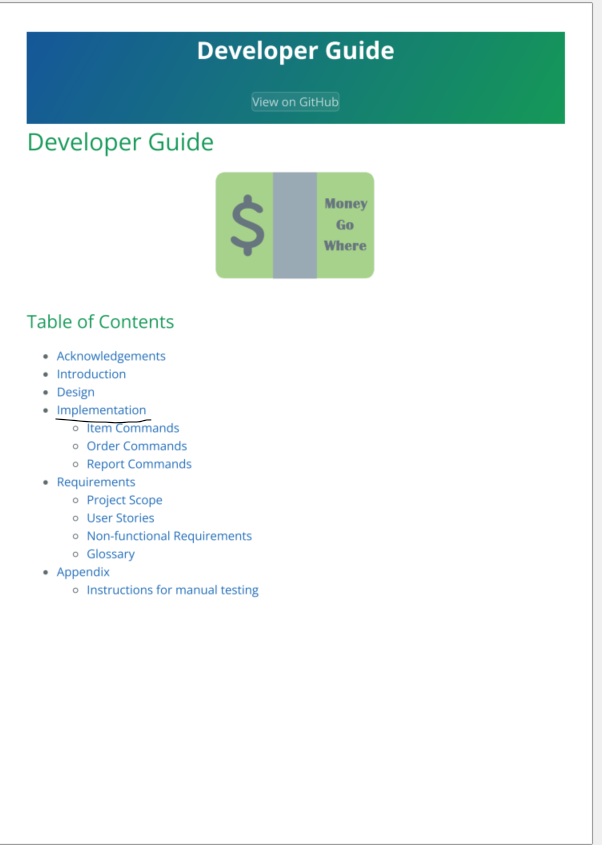 Developer Guide
View on GitHub
Developer Guide
$
Money
Go
Where
Table of Contents
Acknowledgements
Introduction
Design
Implementation
Item Commands
Order Commands
Report Commands
Requirements
Project Scope
User Stories
Non-functional Requirements
Glossary
Appendix
Instructions for manual testing